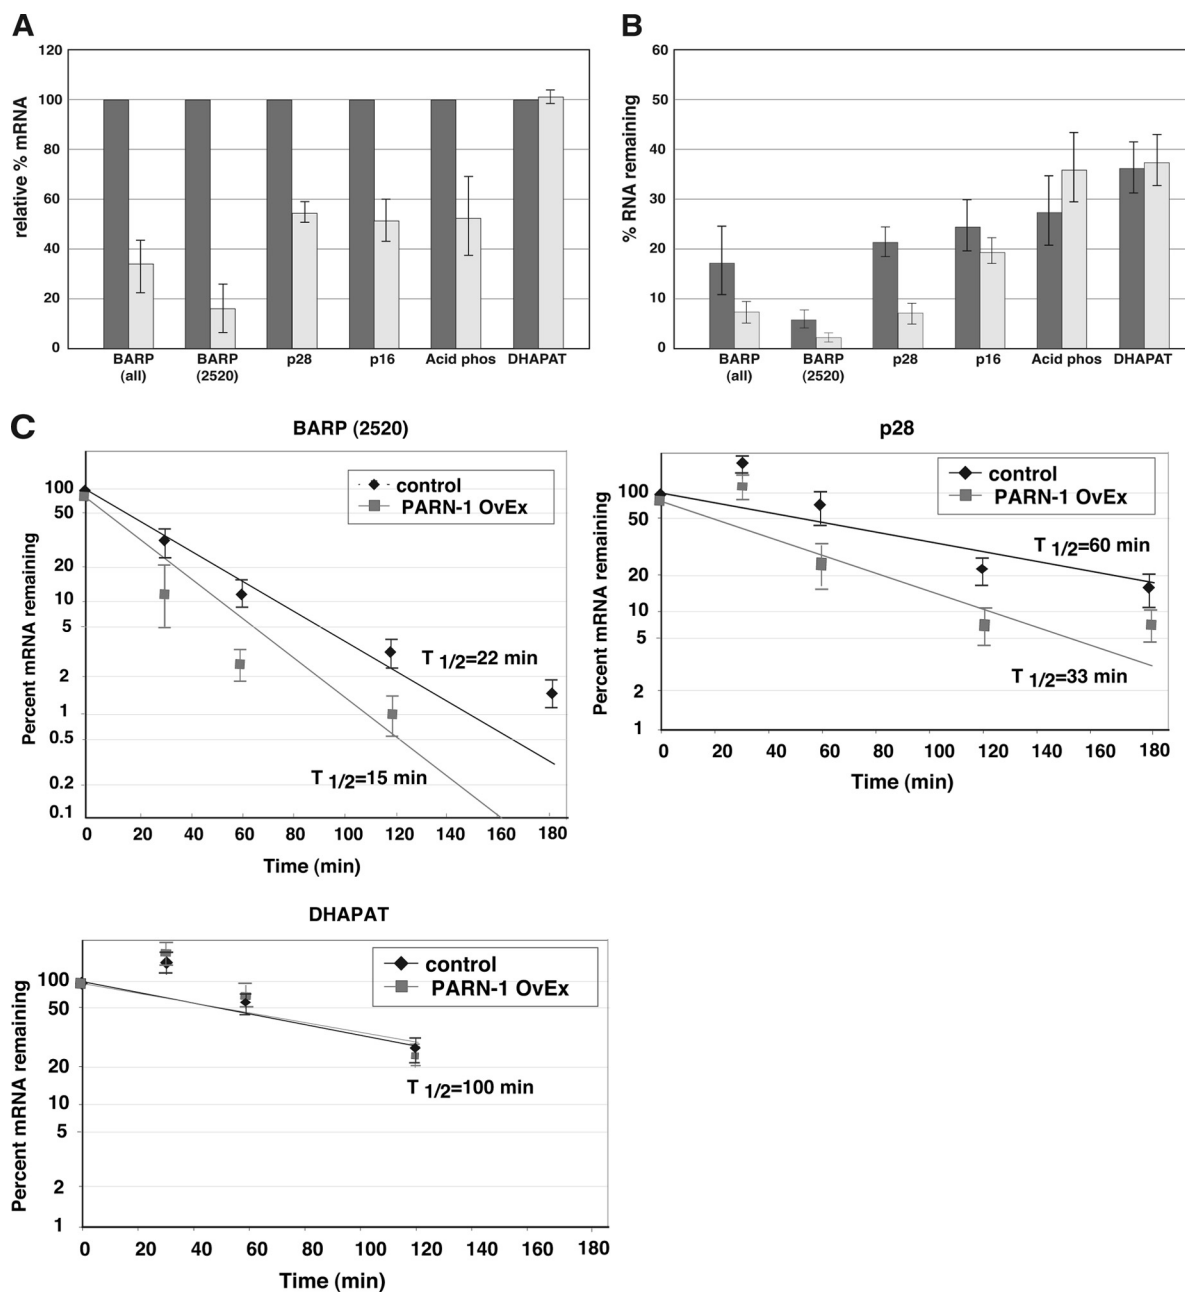 A
relative % mRNA
120
100
80
60
40
20
0
BARP (all)
BARP (2520)
p28
p16
Acid phos
DHAPAT
B
% RNA remaining
60
50
40
30
20
10
0
BARP (all)
BARP (2520)
p28
p16
Acid phos
DHAPAT
C
BARP (2520)
Percent mRNA remaining
100
50
20
10
5
2
1
0.5
0.2
0.1
control
PARN-1 OvEx
T 1/2=22 min
T 1/2=15 min
0 20 40 60 80 100 120 140 160 180
Time (min)
p28
Percent mRNA remaining
100
50
20
10
5
2
1
control
PARN-1 OvEx
T 1/2=60 min
T 1/2=33 min
0 20 40 60 80 100 120 140 160 180
Time (min)
DHAPAT
Percent mRNA remaining
100
50
20
10
5
2
1
control
PARN-1 OvEx
T 1/2=100 min
0 20 40 60 80 100 120 140 160 180
Time (min)